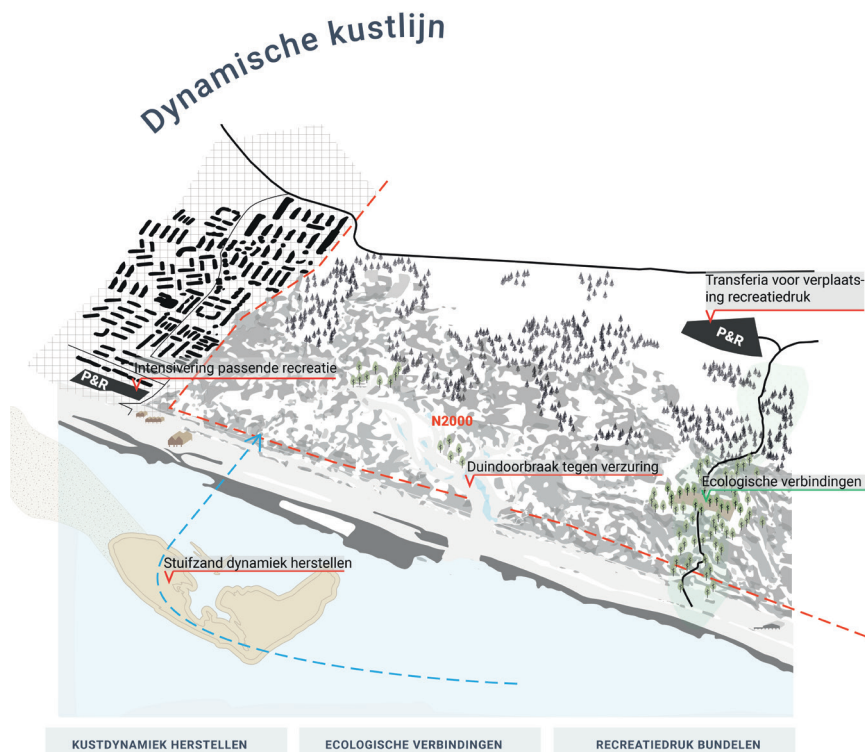 Dynamische kustlijn
Transferia voor verplaats-
ing recreatiedruk
P&R
Intensivering passende recreatie
P&R
N2000
Duindoorbraak tegen verzuring
Ecologische verbindingen
Stuifzand dynamiek herstellen
KUSTDYNAMIEK HERSTELLEN
ECOLOGISCHE VERBINDINGEN
RECREATIEDRUK BUNDELEN